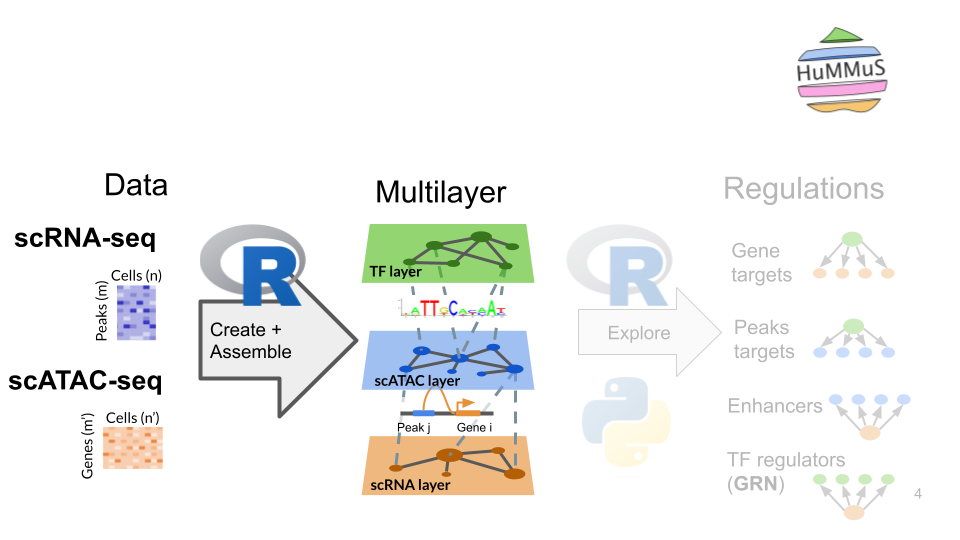 HuMMuS
Data
scRNA-seq
Cells (n)
Peaks (m)
scATAC-seq
Cells (n')
Genes (m')
R
Create +
Assemble
Multilayer
TF layer
scATAC layer
Peak j
Gene i
scRNA layer
R
Explore
Regulations
Gene
targets
Peaks
targets
Enhancers
TF regulators
(GRN)
4